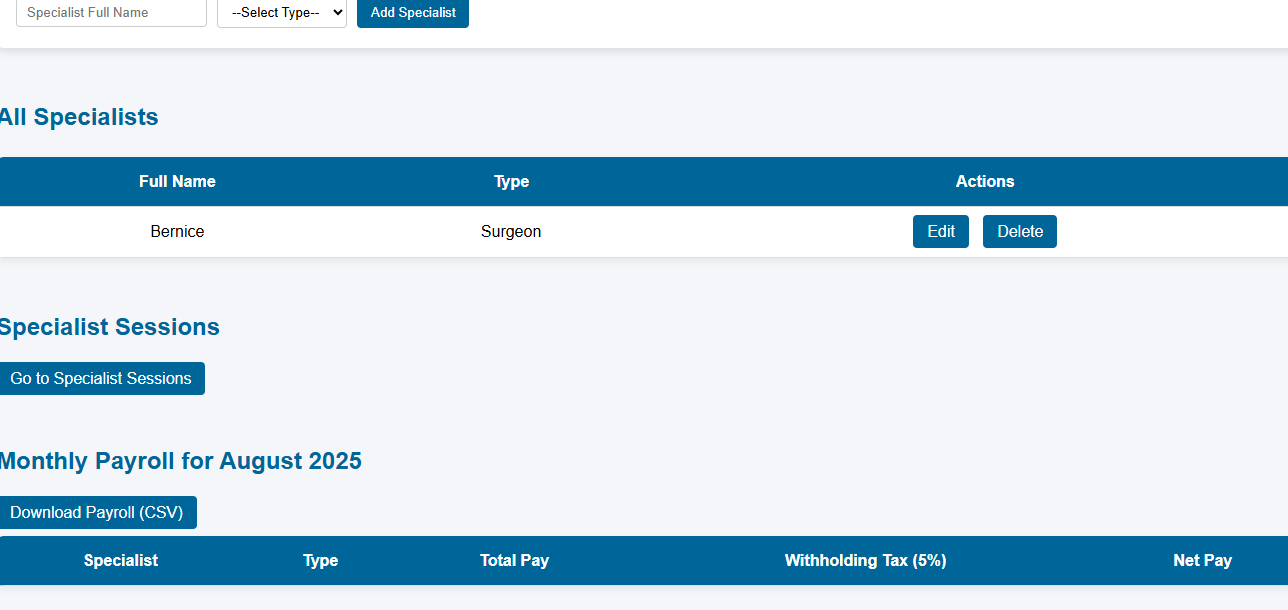 Specialist Full Name --Select Type-- Add Specialist
All Specialists
Full Name Type Actions
Bernice Surgeon Edit Delete
Specialist Sessions
Go to Specialist Sessions
Monthly Payroll for August 2025
Download Payroll (CSV)
Specialist Type Total Pay Withholding Tax (5%) Net Pay